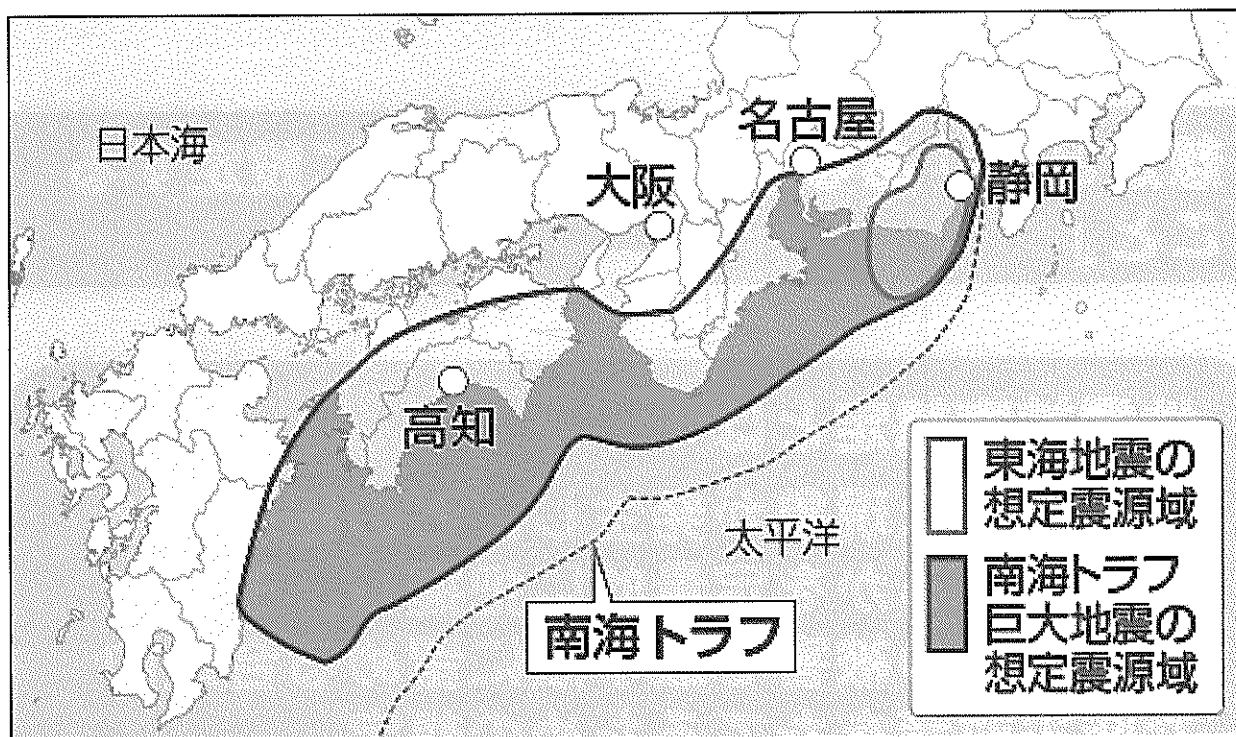 日本海
名古屋
大阪
静岡
高知
太平洋
南海トラフ
東海地震の
想定震源域
南海トラフ
巨大地震の
想定震源域